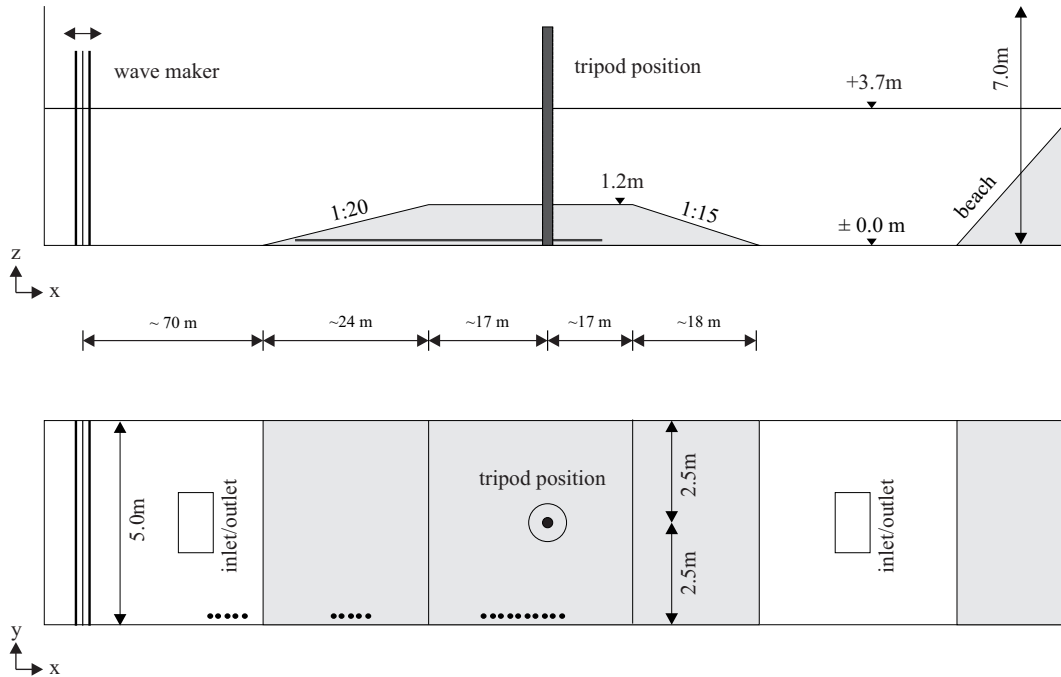 wave maker
tripod position
+3.7m
7.0m
1.2m
1:20
1:15
beach
± 0.0 m
z
x
~ 70 m
~24 m
~17 m
~17 m
~18 m
tripod position
5.0m
inlet/outlet
2.5m
2.5m
inlet/outlet
y
x